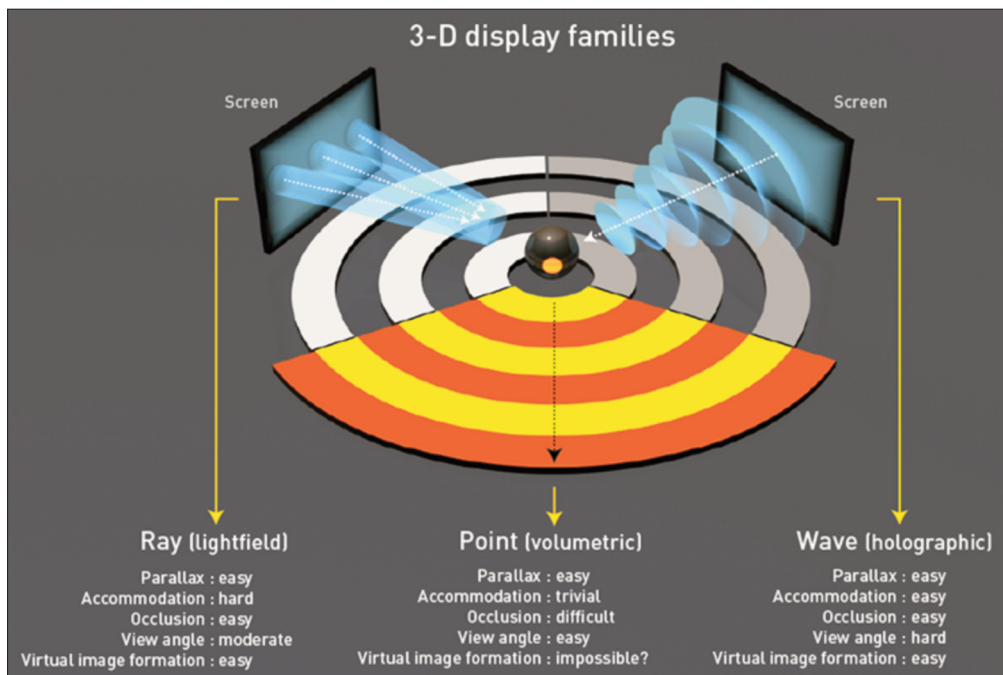 3-D display families
Screen
Screen
Ray (lightfield)
Parallax : easy
Accommodation : hard
Occlusion : easy
View angle : moderate
Virtual image formation : easy
Point (volumetric)
Parallax : easy
Accommodation : trivial
Occlusion : difficult
View angle : easy
Virtual image formation : impossible?
Wave (holographic)
Parallax : easy
Accommodation : easy
Occlusion : easy
View angle : hard
Virtual image formation : easy